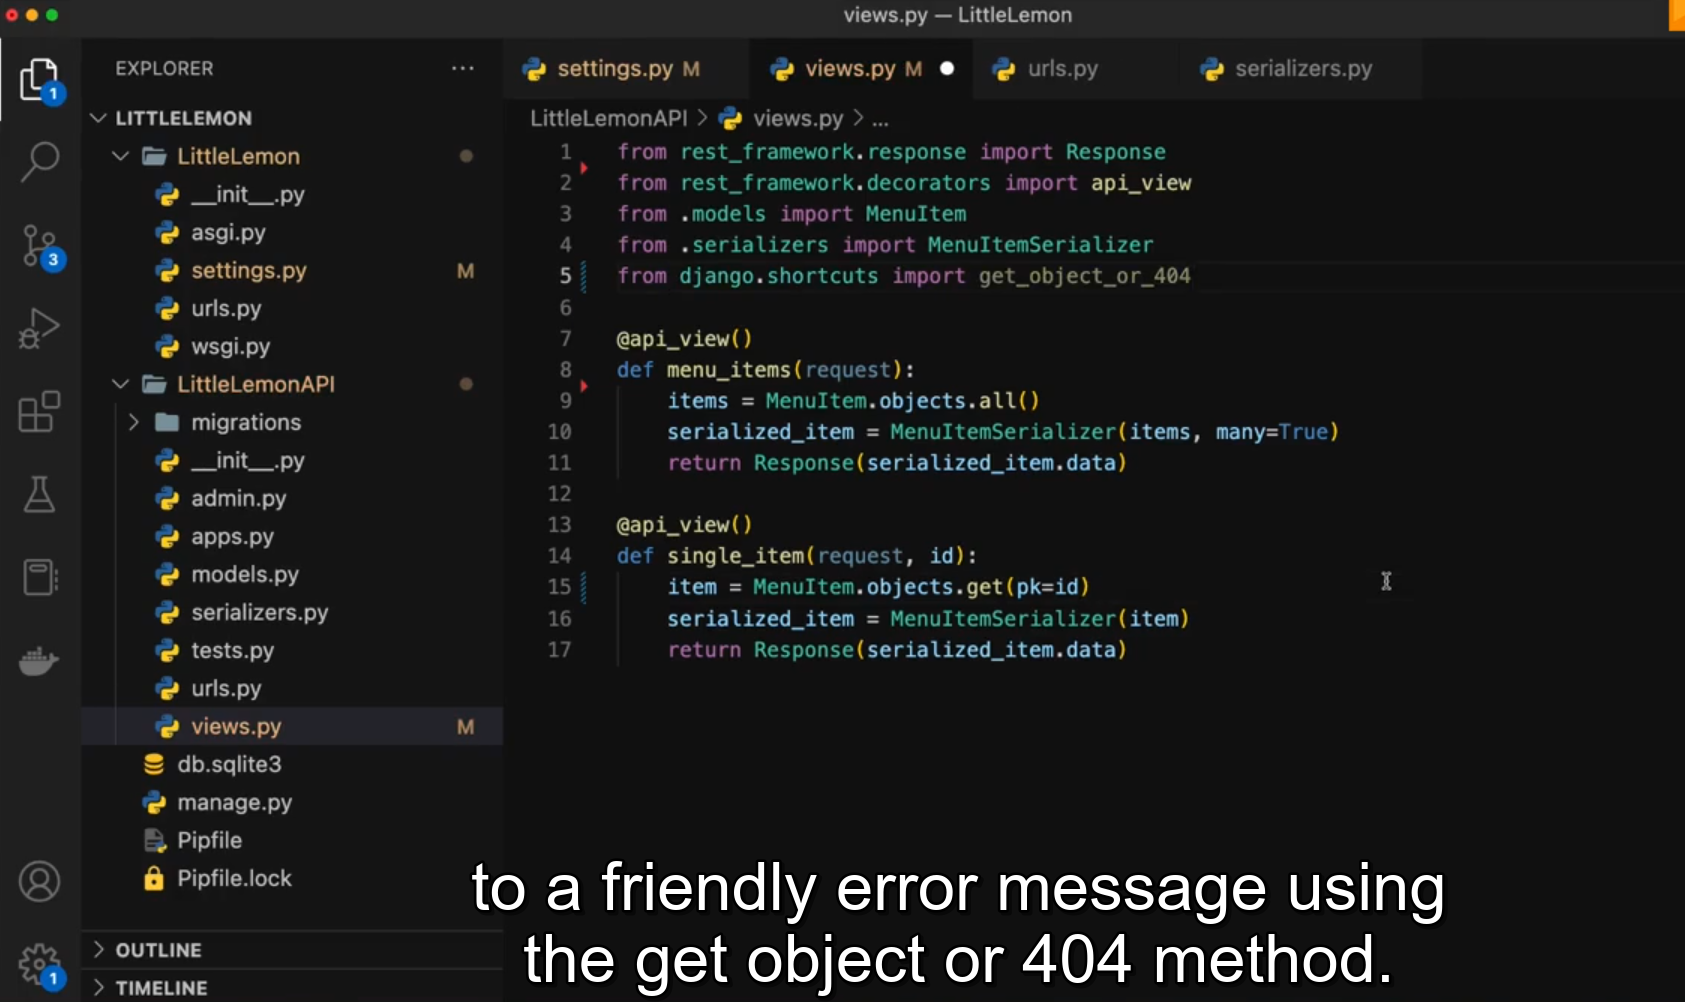 views.py — LittleLemon
EXPLORER
settings.py M
views.py M
urls.py
serializers.py
LITTLELEMON
LittleLemonAPI > views.py > ...
LittleLemon
__init__.py
asgi.py
settings.py M
urls.py
wsgi.py
LittleLemonAPI
migrations
__init__.py
admin.py
apps.py
models.py
serializers.py
tests.py
urls.py
views.py M
db.sqlite3
manage.py
Pipfile
Pipfile.lock
OUTLINE
TIMELINE
1
3
1
1 from rest_framework.response import Response
2 from rest_framework.decorators import api_view
3 from .models import MenuItem
4 from .serializers import MenuItemSerializer
5 from django.shortcuts import get_object_or_404
6
7 @api_view()
8 def menu_items(request):
9 items = MenuItem.objects.all()
10 serialized_item = MenuItemSerializer(items, many=True)
11 return Response(serialized_item.data)
12
13 @api_view()
14 def single_item(request, id):
15 item = MenuItem.objects.get(pk=id)
16 serialized_item = MenuItemSerializer(item)
17 return Response(serialized_item.data)
to a friendly error message using
the get object or 404 method.